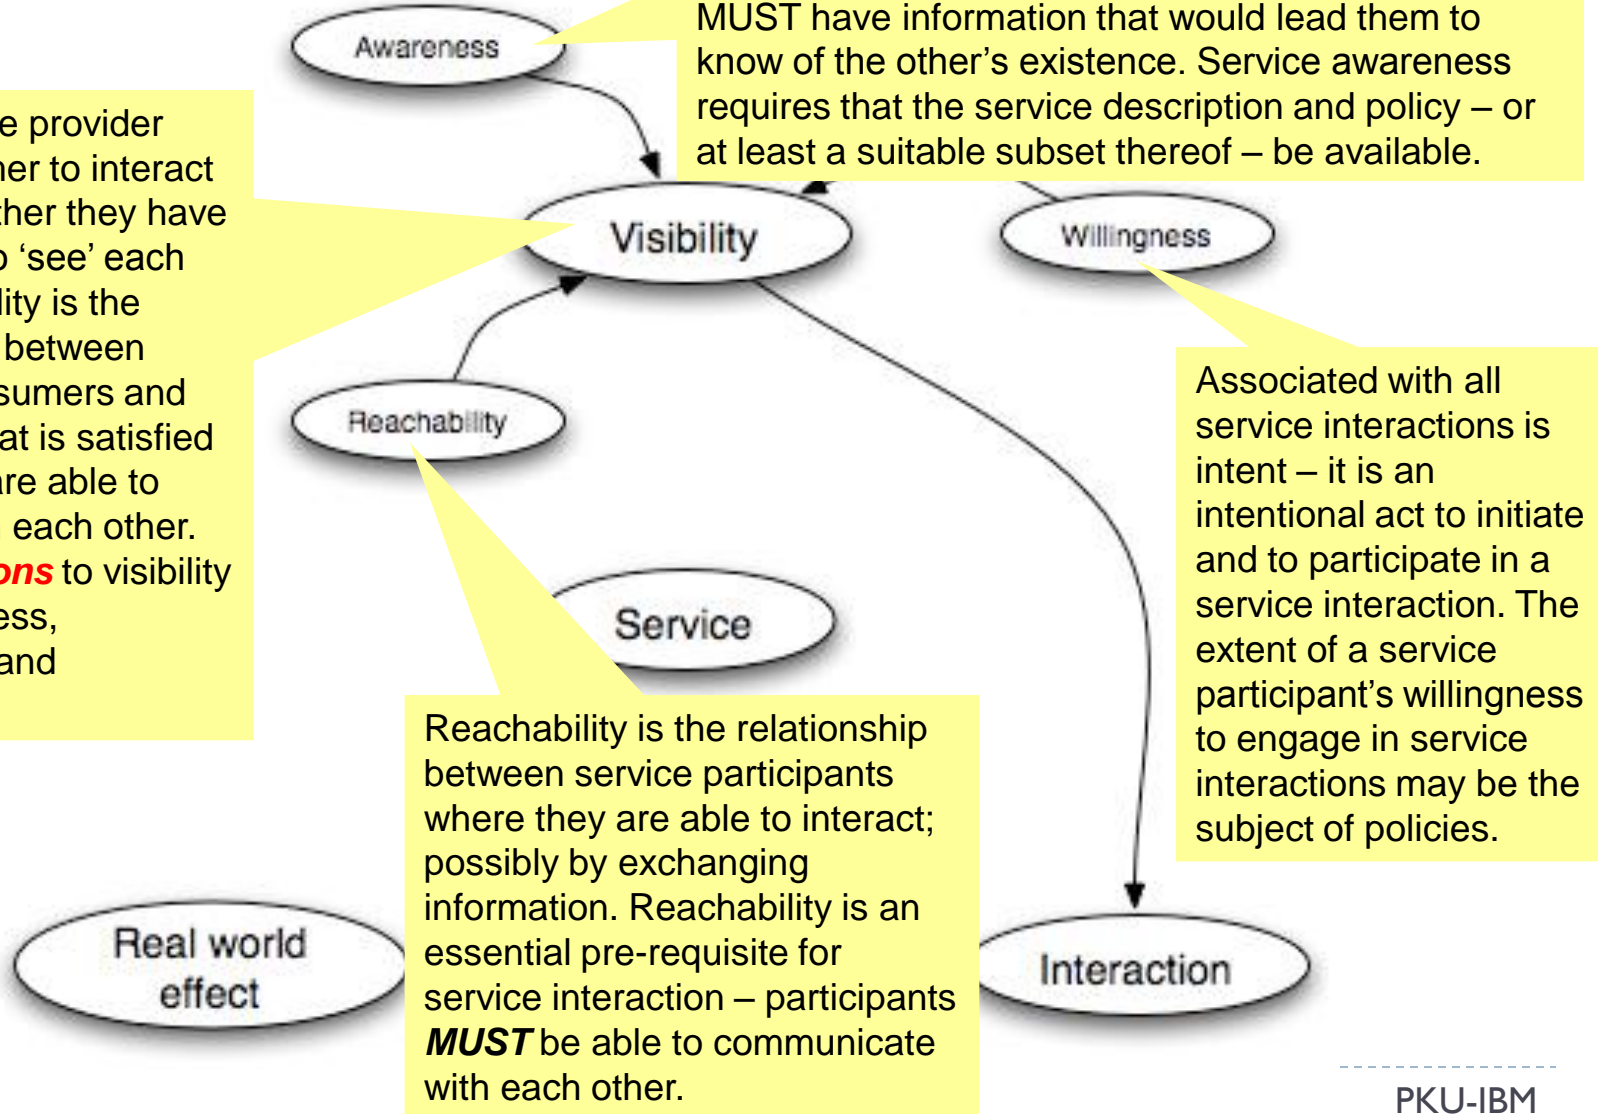 Awareness
MUST have information that would lead them to
know of the other’s existence. Service awareness
requires that the service description and policy – or
at least a suitable subset thereof – be available.
e provider
her to interact
ther they have
o ‘see’ each
lity is the
between
sumers and
at is satisfied
are able to
each other.
ons to visibility
ess,
and
Visibility
Willingness
Reachability
Associated with all
service interactions is
intent – it is an
intentional act to initiate
and to participate in a
service interaction. The
extent of a service
participant’s willingness
to engage in service
interactions may be the
subject of policies.
Service
Reachability is the relationship
between service participants
where they are able to interact;
possibly by exchanging
information. Reachability is an
essential pre-requisite for
service interaction – participants
MUST be able to communicate
with each other.
Real world
effect
Interaction
PKU-IBM